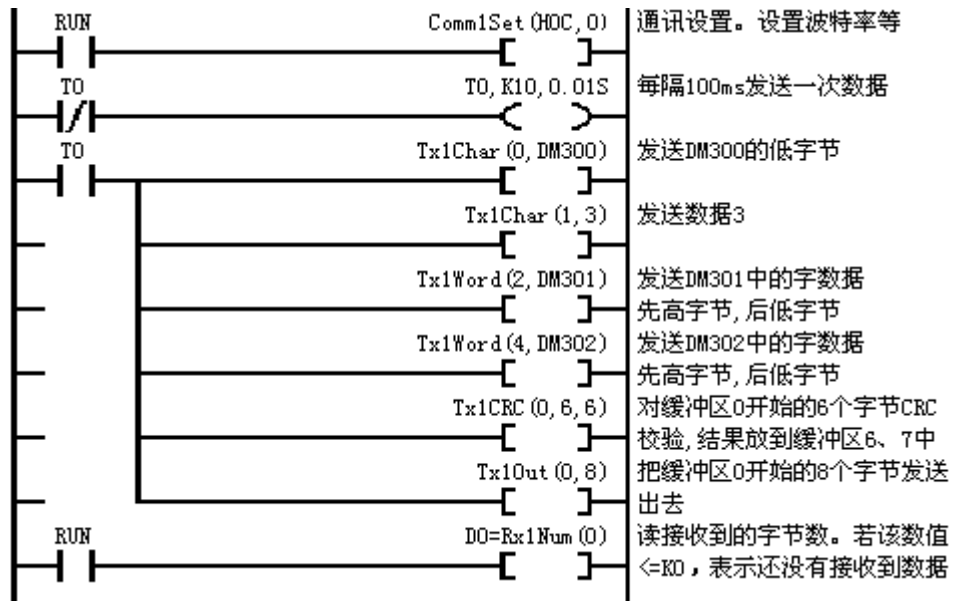 RUN Comm1Set(H0C,0) 通讯设置。设置波特率等
T0 T0,K10,0.01S 每隔100ms发送一次数据
T0 Tx1Char(0,DM300) 发送DM300的低字节
Tx1Char(1,3) 发送数据3
Tx1Word(2,DM301) 发送DM301中的字数据
先高字节,后低字节
Tx1Word(4,DM302) 发送DM302中的字数据
先高字节,后低字节
Tx1CRC(0,6,6) 对缓冲区0开始的6个字节CRC
校验,结果放到缓冲区6、7中
Tx1Out(0,8) 把缓冲区0开始的8个字节发送
出去
RUN D0=Rx1Num(0) 读接收到的字节数。若该数值
<=K0，表示还没有接收到数据